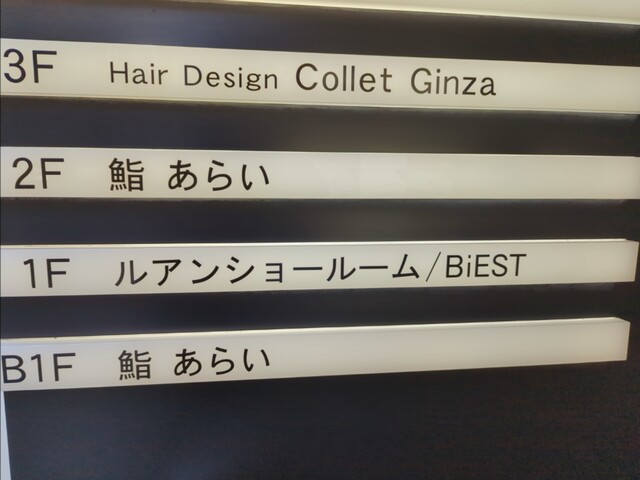 3F Hair Design Collet Ginza
2F 鮨 あらい
1F ルアンショールーム/BiEST
B1F 鮨 あらい